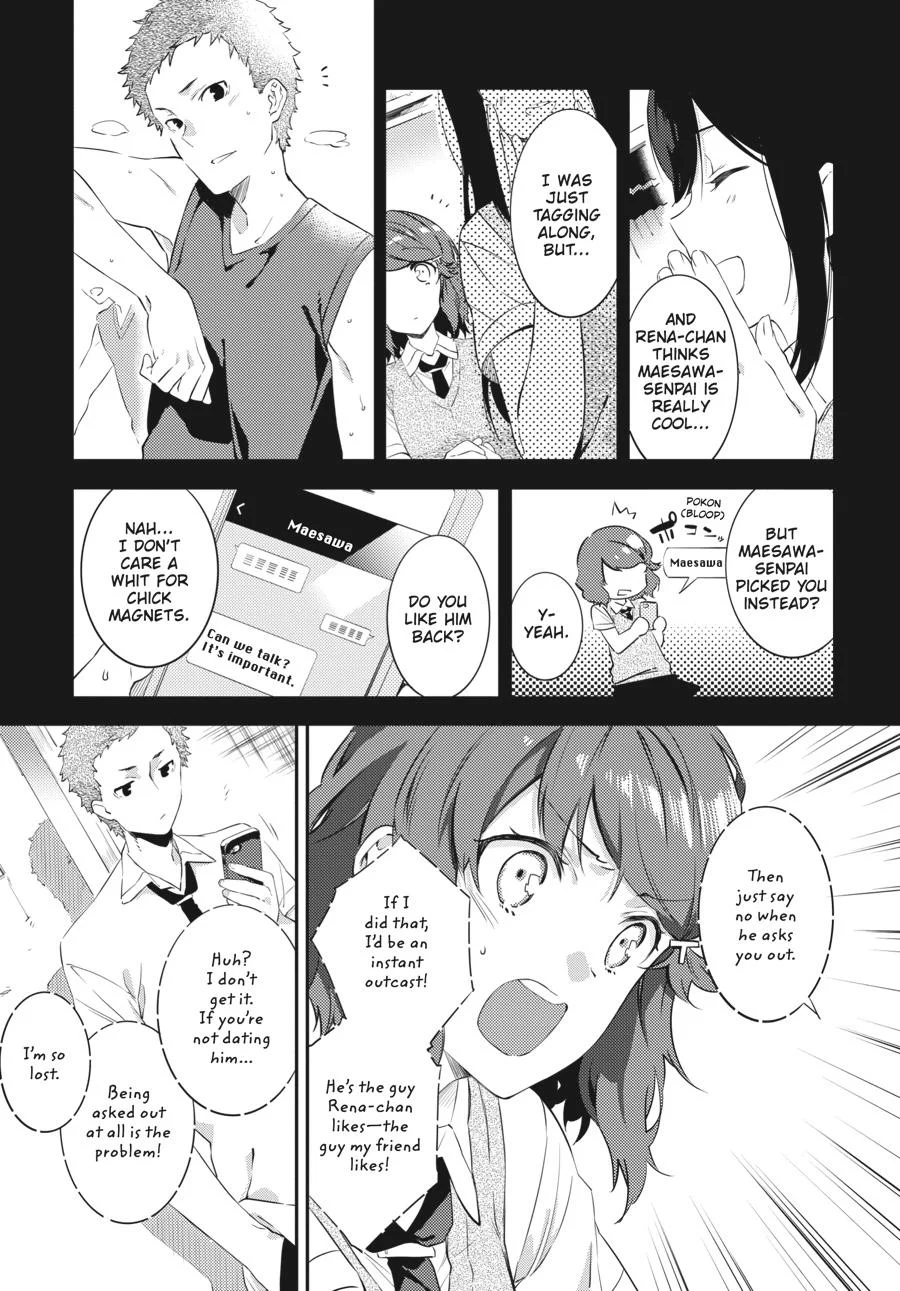 AND
RENA-CHAN
THINKS
MAESAWA-
SENPAI IS
REALLY
COOL...
I WAS
JUST
TAGGING
ALONG,
BUT...
BUT
MAESAWA-
SENPAI
PICKED YOU
INSTEAD?
POKON
(BLOOP)
コンッ
Maesawa
Y-
YEAH.
DO YOU
LIKE HIM
BACK?
Maesawa
Can we talk?
It's important.
NAH...
I DON'T
CARE A
WHIT FOR
CHICK
MAGNETS.
Then
just say
no when
he asks
you out.
If I
did that,
I'd be an
instant
outcast!
He's the guy
Rena-chan
likes—the
guy my friend
likes!
Huh?
I don't
get it.
If you're
not dating
him...
Being
asked out
at all is the
problem!
I'm so
lost.